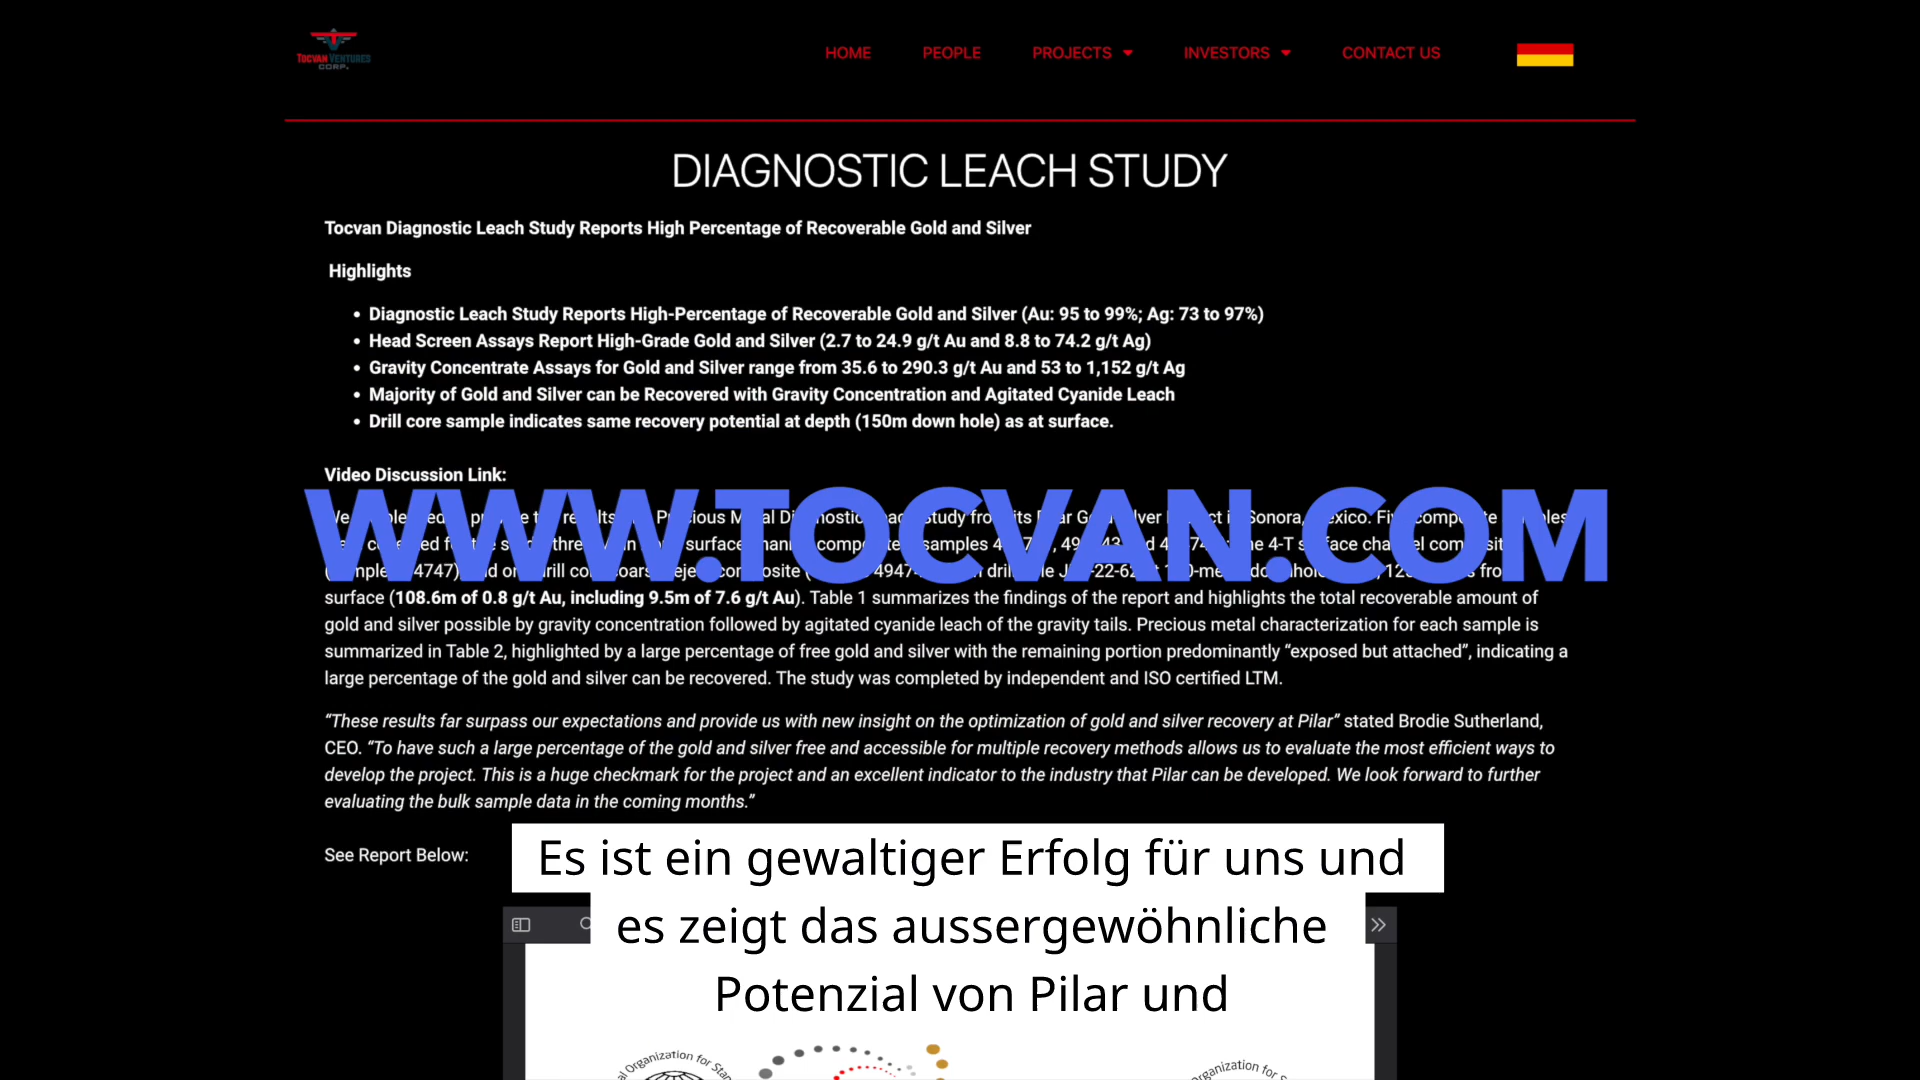 TOCVAN VENTURES
CORP.
HOME PEOPLE PROJECTS INVESTORS CONTACT US
DIAGNOSTIC LEACH STUDY
Tocvan Diagnostic Leach Study Reports High Percentage of Recoverable Gold and Silver
Highlights
• Diagnostic Leach Study Reports High-Percentage of Recoverable Gold and Silver (Au: 95 to 99%; Ag: 73 to 97%)
• Head Screen Assays Report High-Grade Gold and Silver (2.7 to 24.9 g/t Au and 8.8 to 74.2 g/t Ag)
• Gravity Concentrate Assays for Gold and Silver range from 35.6 to 290.3 g/t Au and 53 to 1,152 g/t Ag
• Majority of Gold and Silver can be Recovered with Gravity Concentration and Agitated Cyanide Leach
• Drill core sample indicates same recovery potential at depth (150m down hole) as at surface.
Video Discussion Link:
WWW.TOCVAN.COM
surface (108.6m of 0.8 g/t Au, including 9.5m of 7.6 g/t Au). Table 1 summarizes the findings of the report and highlights the total recoverable amount of
gold and silver possible by gravity concentration followed by agitated cyanide leach of the gravity tails. Precious metal characterization for each sample is
summarized in Table 2, highlighted by a large percentage of free gold and silver with the remaining portion predominantly “exposed but attached”, indicating a
large percentage of the gold and silver can be recovered. The study was completed by independent and ISO certified LTM.
“These results far surpass our expectations and provide us with new insight on the optimization of gold and silver recovery at Pilar” stated Brodie Sutherland,
CEO. “To have such a large percentage of the gold and silver free and accessible for multiple recovery methods allows us to evaluate the most efficient ways to
develop the project. This is a huge checkmark for the project and an excellent indicator to the industry that Pilar can be developed. We look forward to further
evaluating the bulk sample data in the coming months.”
See Report Below:
Es ist ein gewaltiger Erfolg für uns und
es zeigt das aussergewöhnliche
Potenzial von Pilar und
Organization for